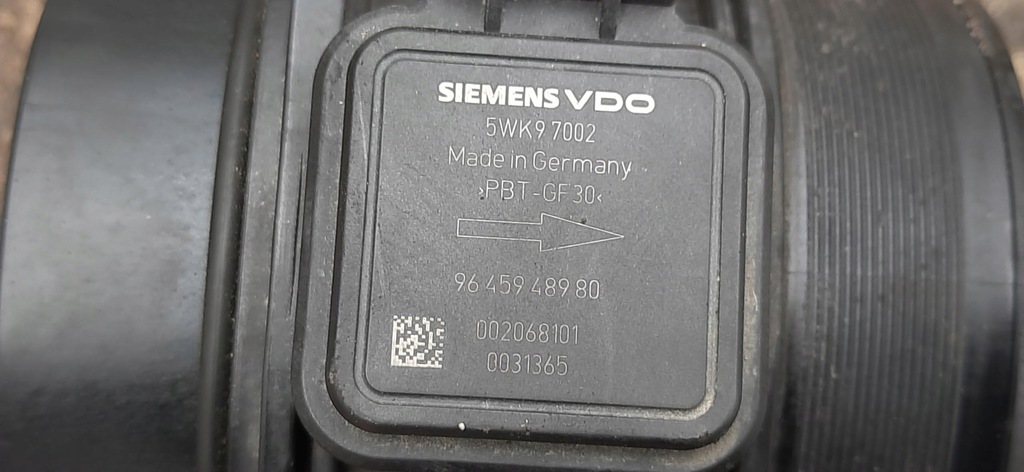 SIEMENS VDO
5WK9 7002
Made in Germany
>PBT-GF30<
96 459 489 80
002068101
0031365